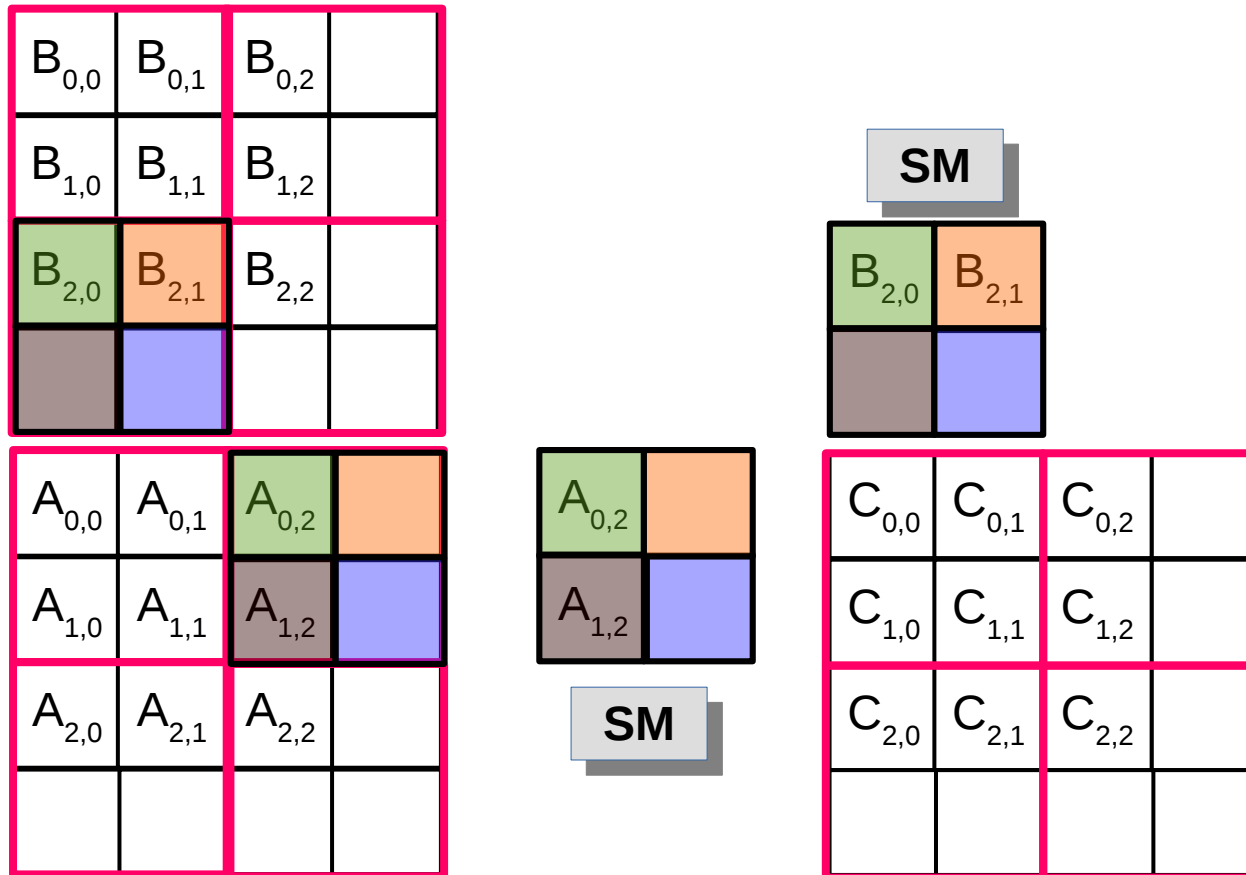 B0,0 B0,1 B0,2
B1,0 B1,1 B1,2
B2,0 B2,1 B2,2
SM
B2,0 B2,1
A0,0 A0,1 A0,2
A1,0 A1,1 A1,2
A2,0 A2,1 A2,2
A0,2
A1,2
SM
C0,0 C0,1 C0,2
C1,0 C1,1 C1,2
C2,0 C2,1 C2,2